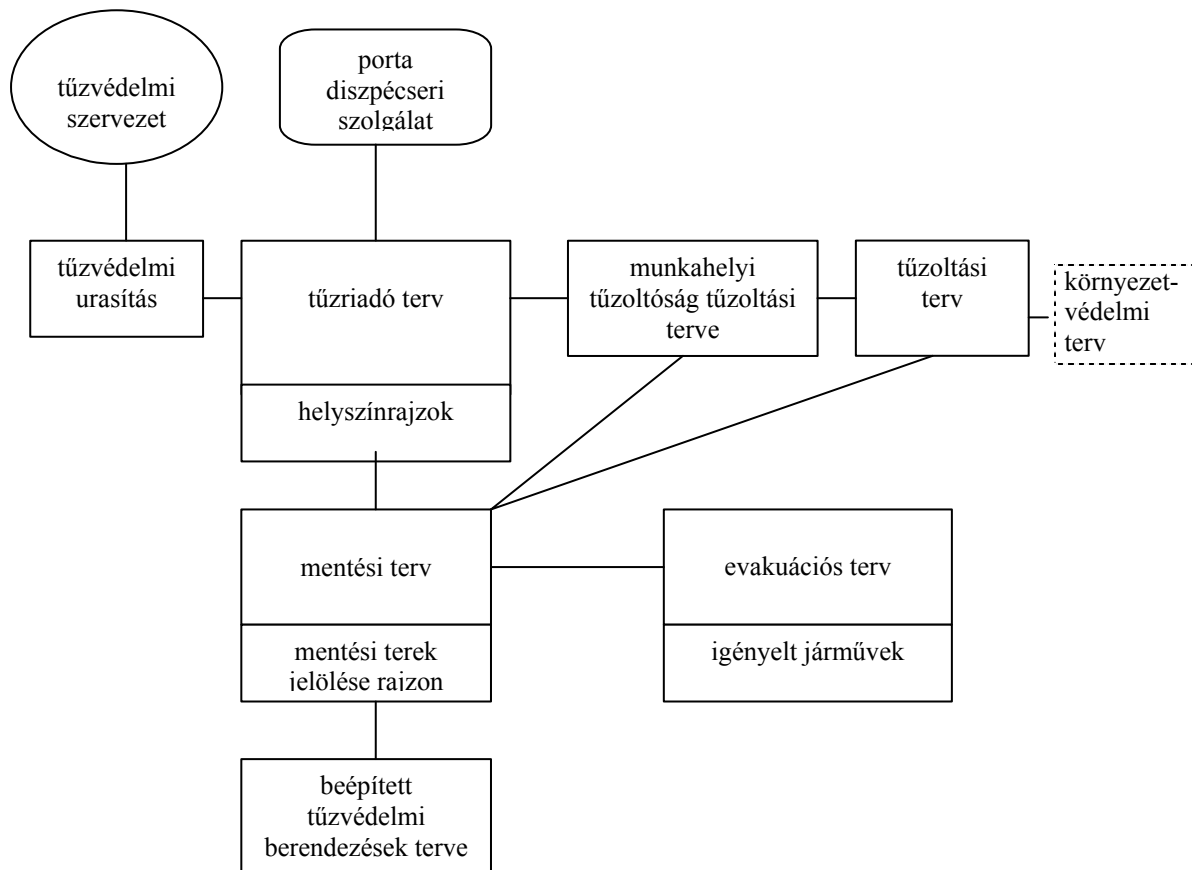 tűzvédelmi
szervezet
porta
diszpécseri
szolgálat
tűzvédelmi
urasítás
tűzriadó terv
munkahelyi
tűzoltóság tűzoltási
terve
tűzoltási
terv
környezet-
védelmi
terv
helyszínrajzok
mentési terv
evakuációs terv
mentési terek
jelölése rajzon
igényelt járművek
beépített
tűzvédelmi
berendezések terve